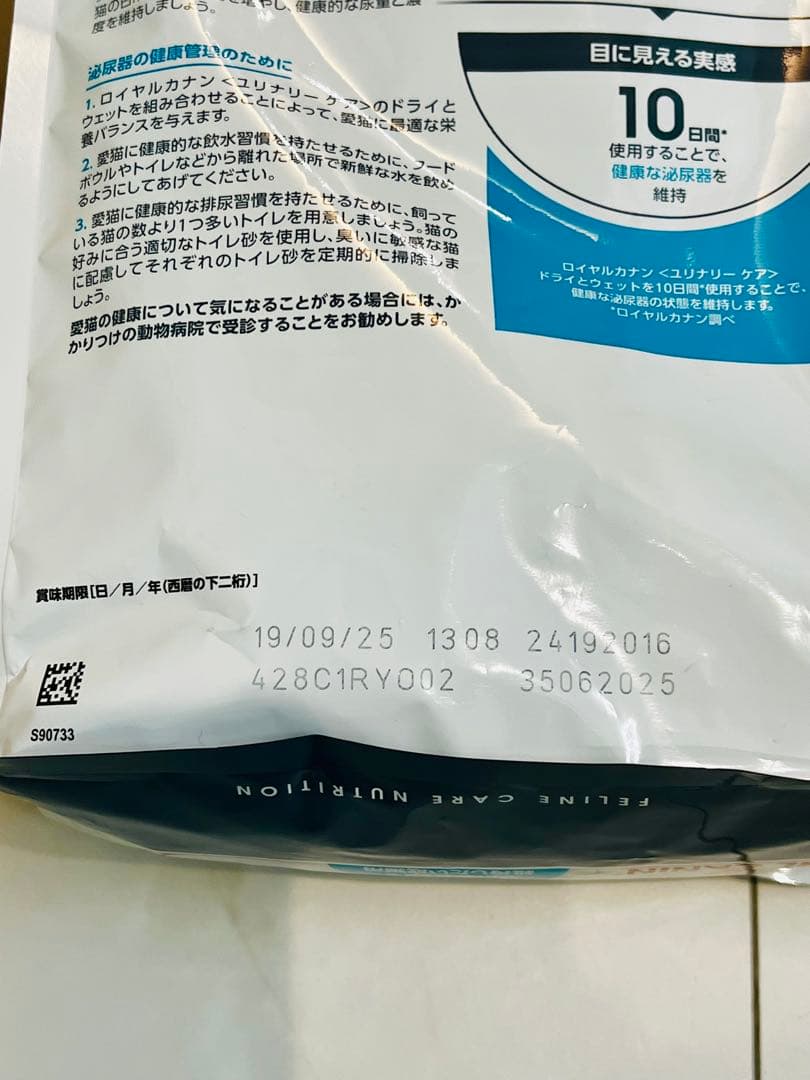 健康的な尿量と濃
度を維持しましょう。
泌尿器の健康管理のために
1. ロイヤルカナン <ユリナリー ケア>のドライと
ウェットを組み合わせることによって、愛猫に最適な栄
養バランスを与えます。
2. 愛猫に健康的な飲水習慣を持たせるために、フード
ボウルやトイレなどから離れた場所で新鮮な水を飲め
るようにしてあげてください。
3. 愛猫に健康的な排尿習慣を持たせるために、飼って
いる猫の数より1つ多いトイレを用意しましょう。猫の
好みに合う適切なトイレ砂を使用し、臭いに敏感な猫
に配慮してそれぞれのトイレ砂を定期的に掃除しま
しょう。
愛猫の健康について気になることがある場合には、か
かりつけの動物病院で受診することをお勧めします。
目に見える実感
10日間*
使用することで、
健康な泌尿器を
維持
ロイヤルカナン <ユリナリー ケア>
ドライとウェットを10日間*使用することで、
健康な泌尿器の状態を維持します。
*ロイヤルカナン調べ
賞味期限[日/月/年(西暦の下二桁)]
19/09/25 1308 24192016
428C1RY002 35062025
S90733
FELINE CARE NUTRITION